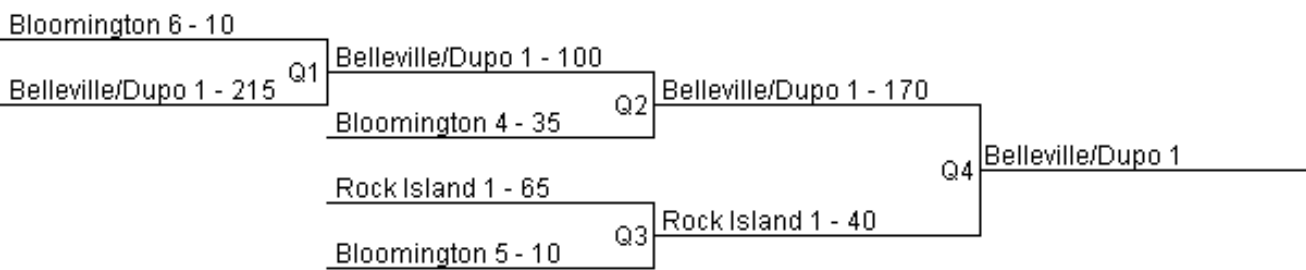 Bloomington 6 - 10
Belleville/Dupo 1 - 215
Q1
Belleville/Dupo 1 - 100
Bloomington 4 - 35
Q2
Belleville/Dupo 1 - 170
Rock Island 1 - 65
Bloomington 5 - 10
Q3
Rock Island 1 - 40
Q4
Belleville/Dupo 1